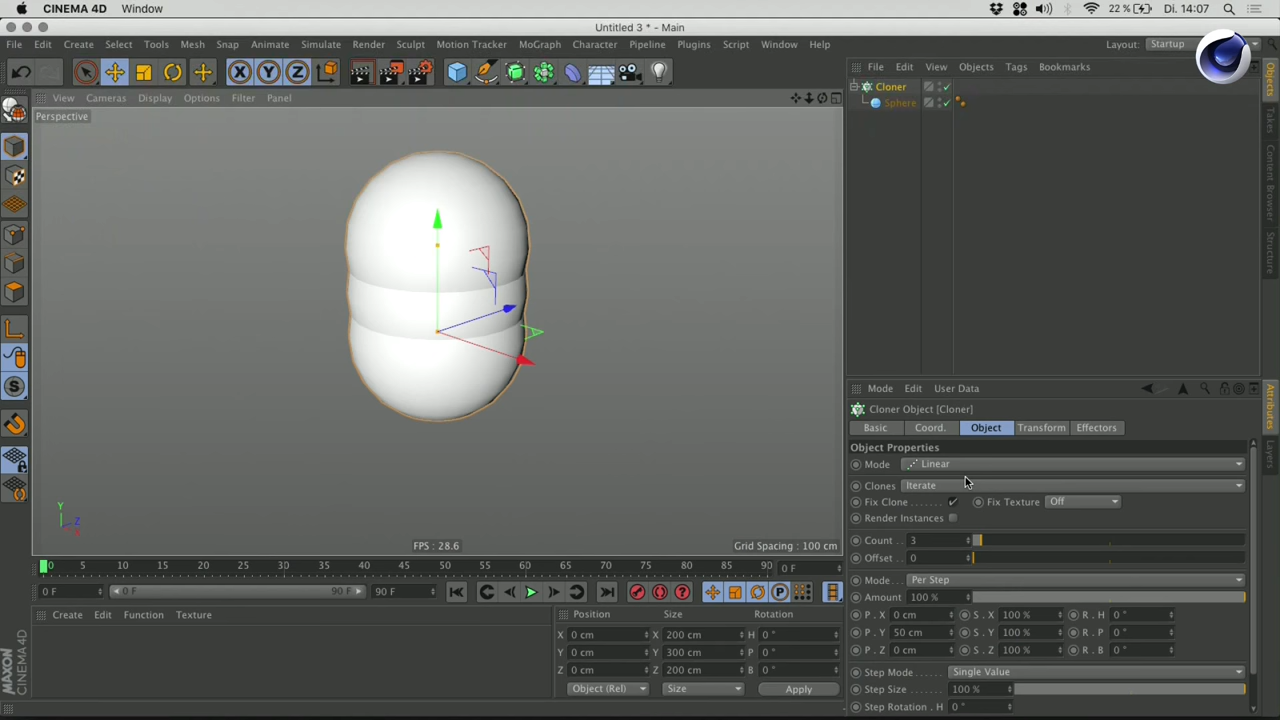 CINEMA 4D Window 22 % Di. 14:07
Untitled 3 * - Main
File Edit Create Select Tools Mesh Snap Animate Simulate Render Sculpt Motion Tracker MoGraph Character Pipeline Plugins Script Window Help Layout: Startup
X Y Z
View Cameras Display Options Filter Panel
Perspective
Y
Z
X
FPS : 28.6
Grid Spacing : 100 cm
0 5 10 15 20 25 30 35 40 45 50 55 60 65 70 75 80 85 90 0 F
0 F 0 F 90 F 90 F
Create Edit Function Texture
Position Size Rotation
X 0 cm X 200 cm H 0 °
Y 0 cm Y 300 cm P 0 °
Z 0 cm Z 200 cm B 0 °
Object (Rel) Size Apply
MAXON
CINEMA 4D
File Edit View Objects Tags Bookmarks
Cloner
Sphere
Objects
Takes
Content Browser
Structure
Attributes
Layers
Mode Edit User Data
Cloner Object [Cloner]
Basic Coord. Object Transform Effectors
Object Properties
Mode Linear
Clones Iterate
Fix Clone . . . . . . . Fix Texture Off
Render Instances
Count . . 3
Offset . . 0
Mode . . . Per Step
Amount 100 %
P . X 0 cm S . X 100 % R . H 0 °
P . Y 50 cm S . Y 100 % R . P 0 °
P . Z 0 cm S . Z 100 % R . B 0 °
Step Mode . . . . . . Single Value
Step Size . . . . . . . 100 %
Step Rotation . H 0 °